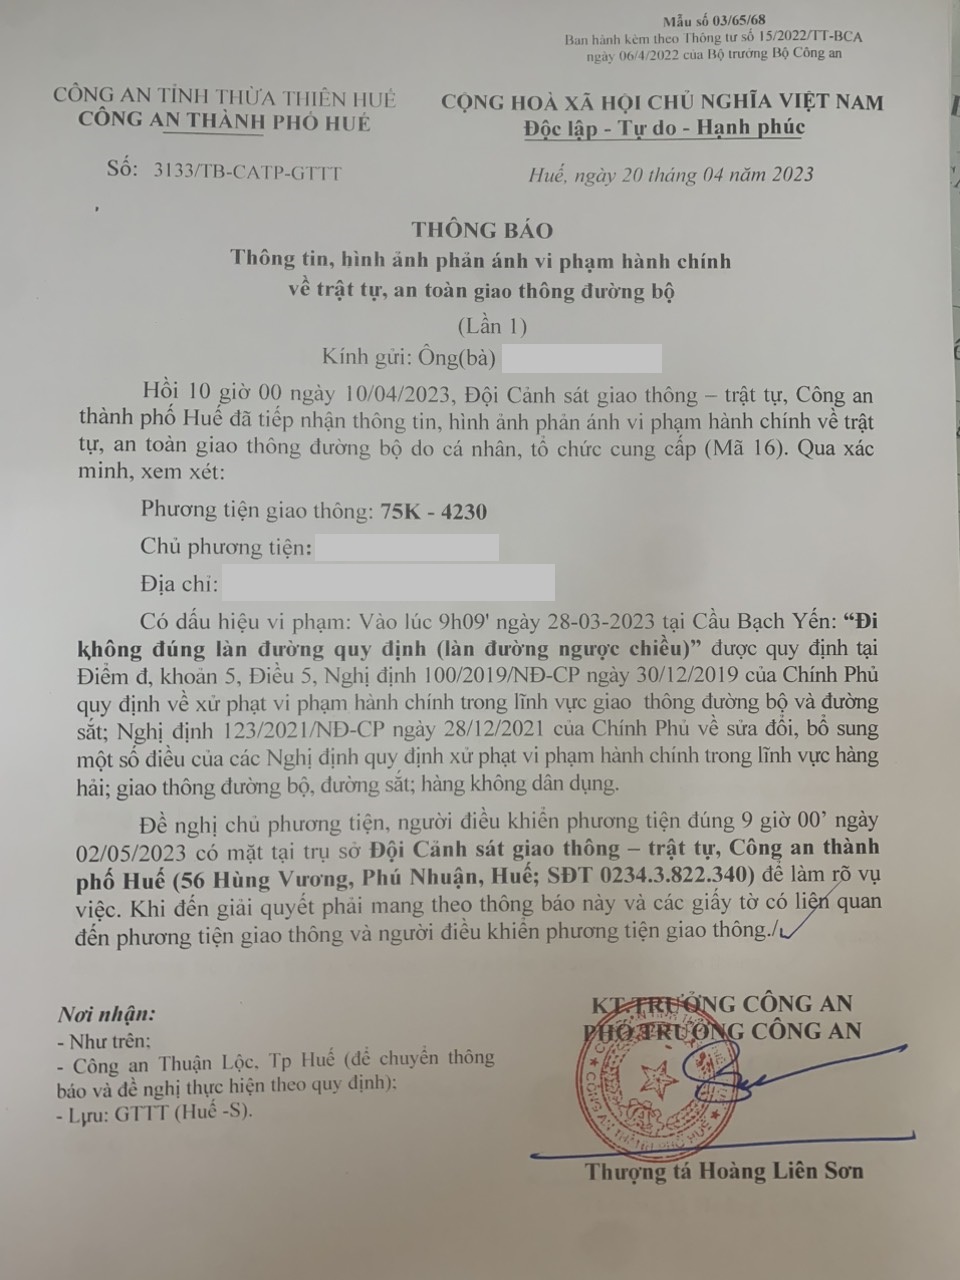 Mẫu số 03/65/68
Ban hành kèm theo Thông tư số 15/2022/TT-BCA
ngày 06/4/2022 của Bộ trưởng Bộ Công an
CÔNG AN TỈNH THỪA THIÊN HUẾ
CÔNG AN THÀNH PHỐ HUẾ
CỘNG HOÀ XÃ HỘI CHỦ NGHĨA VIỆT NAM
Độc lập - Tự do - Hạnh phúc
Số: 3133/TB-CATP-GTTT
Huế, ngày 20 tháng 04 năm 2023
THÔNG BÁO
Thông tin, hình ảnh phản ánh vi phạm hành chính
về trật tự, an toàn giao thông đường bộ
(Lần 1)
Kính gửi: Ông(bà)
Hồi 10 giờ 00 ngày 10/04/2023, Đội Cảnh sát giao thông – trật tự, Công an
thành phố Huế đã tiếp nhận thông tin, hình ảnh phản ánh vi phạm hành chính về trật
tự, an toàn giao thông đường bộ do cá nhân, tổ chức cung cấp (Mã 16). Qua xác
minh, xem xét:
Phương tiện giao thông: 75K - 4230
Chủ phương tiện:
Địa chỉ:
Có dấu hiệu vi phạm: Vào lúc 9h09' ngày 28-03-2023 tại Cầu Bạch Yến: “Đi
không đúng làn đường quy định (làn đường ngược chiều)” được quy định tại
Điểm đ, khoản 5, Điều 5, Nghị định 100/2019/NĐ-CP ngày 30/12/2019 của Chính Phủ
quy định về xử phạt vi phạm hành chính trong lĩnh vực giao thông đường bộ và đường
sắt; Nghị định 123/2021/NĐ-CP ngày 28/12/2021 của Chính Phủ về sửa đổi, bổ sung
một số điều của các Nghị định quy định xử phạt vi phạm hành chính trong lĩnh vực hàng
hải; giao thông đường bộ, đường sắt; hàng không dân dụng.
Đề nghị chủ phương tiện, người điều khiển phương tiện đúng 9 giờ 00’ ngày
02/05/2023 có mặt tại trụ sở Đội Cảnh sát giao thông – trật tự, Công an thành
phố Huế (56 Hùng Vương, Phú Nhuận, Huế; SĐT 0234.3.822.340) để làm rõ vụ
việc. Khi đến giải quyết phải mang theo thông báo này và các giấy tờ có liên quan
đến phương tiện giao thông và người điều khiển phương tiện giao thông./.
Nơi nhận:
- Như trên;
- Công an Thuận Lộc, Tp Huế (để chuyển thông
báo và đề nghị thực hiện theo quy định);
- Lưu: GTTT (Huế -S).
KT.TRƯỞNG CÔNG AN
PHÓ TRƯỞNG CÔNG AN
CÔNG AN THÀNH PHỐ HUẾ
Thượng tá Hoàng Liên Sơn